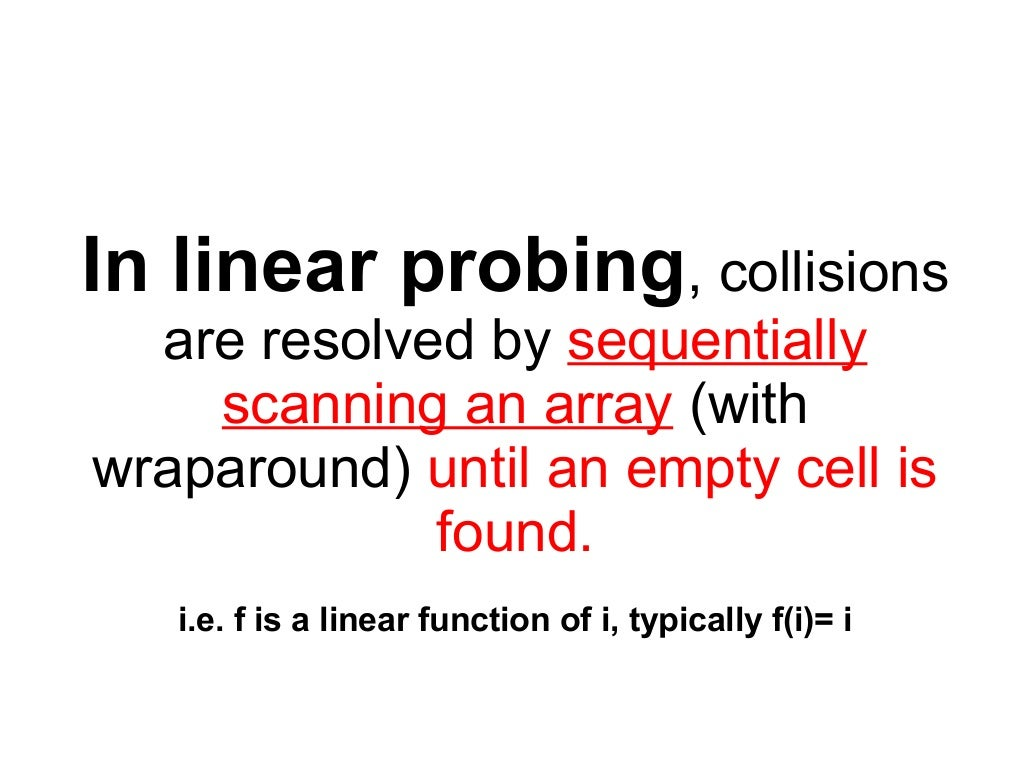 In linear probing, collisions
are resolved by sequentially
scanning an array (with
wraparound) until an empty cell is
found.
i.e. f is a linear function of i, typically f(i)= i